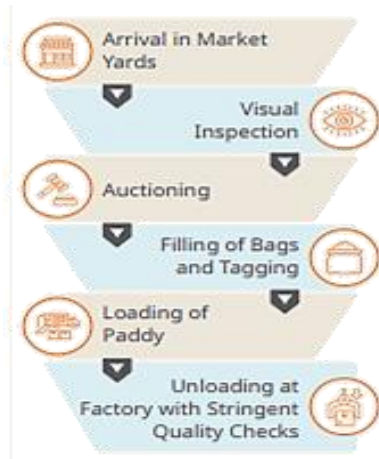 Arrival in Market
Yards
Visual
Inspection
Auctioning
Filling of Bags
and Tagging
Loading of
Paddy
Unloading at
Factory with Stringent
Quality Checks